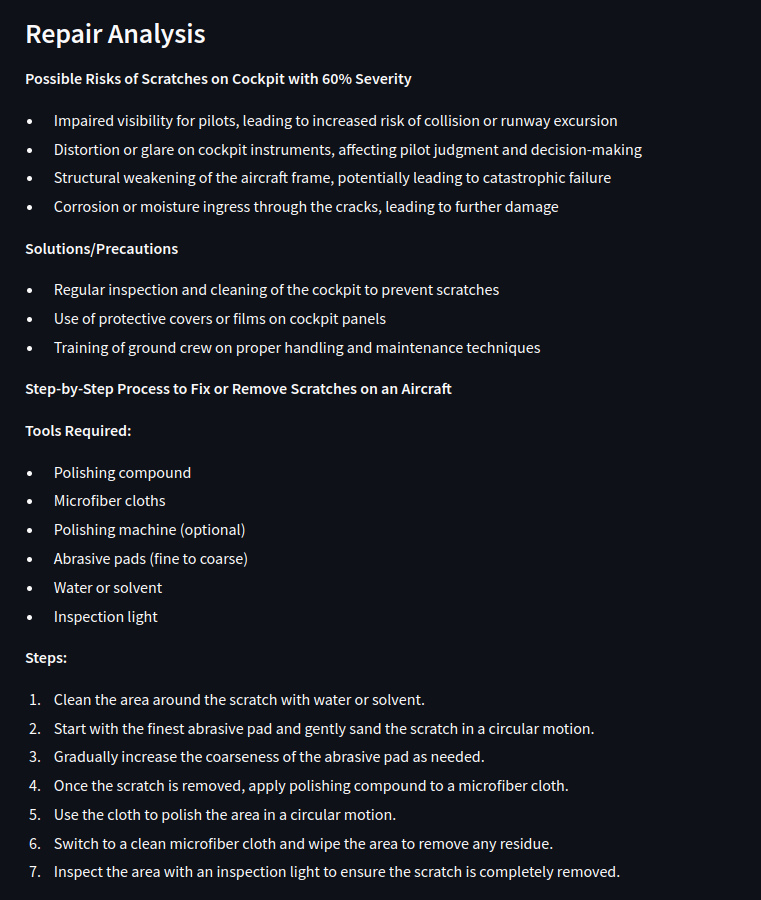 Repair Analysis
Possible Risks of Scratches on Cockpit with 60% Severity
• Impaired visibility for pilots, leading to increased risk of collision or runway excursion
• Distortion or glare on cockpit instruments, affecting pilot judgment and decision-making
• Structural weakening of the aircraft frame, potentially leading to catastrophic failure
• Corrosion or moisture ingress through the cracks, leading to further damage
Solutions/Precautions
• Regular inspection and cleaning of the cockpit to prevent scratches
• Use of protective covers or films on cockpit panels
• Training of ground crew on proper handling and maintenance techniques
Step-by-Step Process to Fix or Remove Scratches on an Aircraft
Tools Required:
• Polishing compound
• Microfiber cloths
• Polishing machine (optional)
• Abrasive pads (fine to coarse)
• Water or solvent
• Inspection light
Steps:
1. Clean the area around the scratch with water or solvent.
2. Start with the finest abrasive pad and gently sand the scratch in a circular motion.
3. Gradually increase the coarseness of the abrasive pad as needed.
4. Once the scratch is removed, apply polishing compound to a microfiber cloth.
5. Use the cloth to polish the area in a circular motion.
6. Switch to a clean microfiber cloth and wipe the area to remove any residue.
7. Inspect the area with an inspection light to ensure the scratch is completely removed.